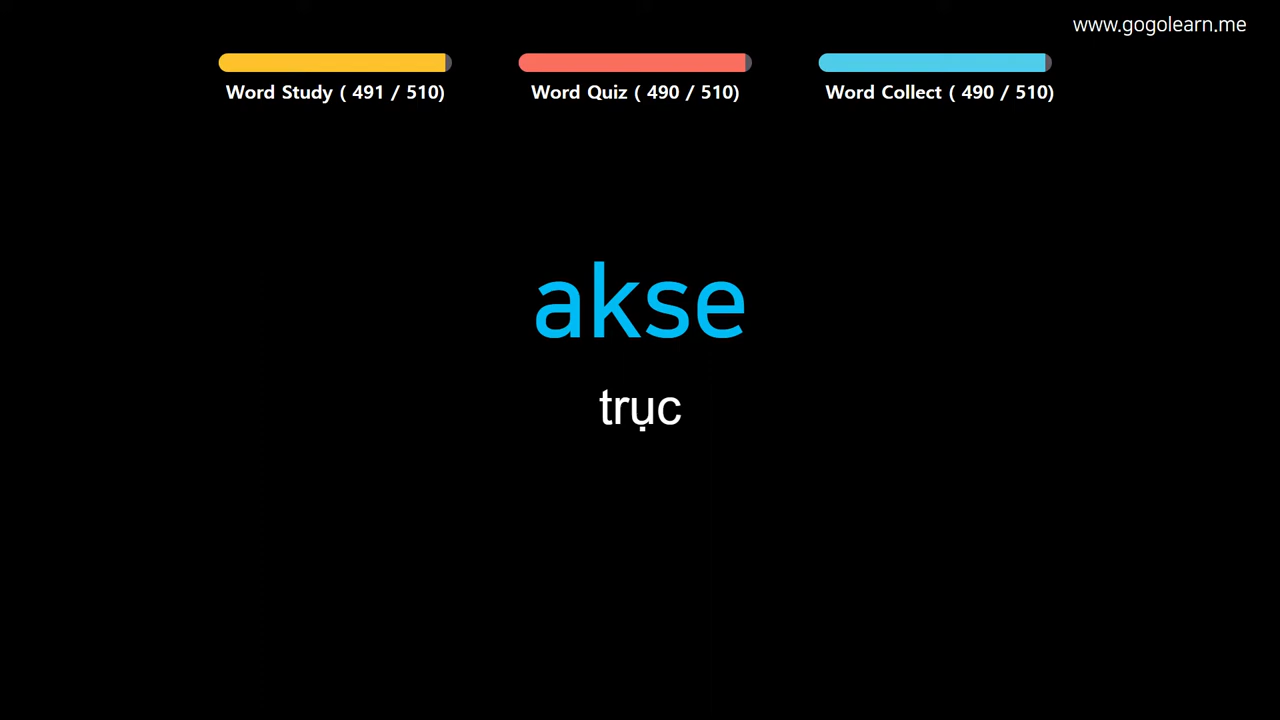 www.gogolearn.me
Word Study ( 491 / 510)
Word Quiz ( 490 / 510)
Word Collect ( 490 / 510)
akse
trục